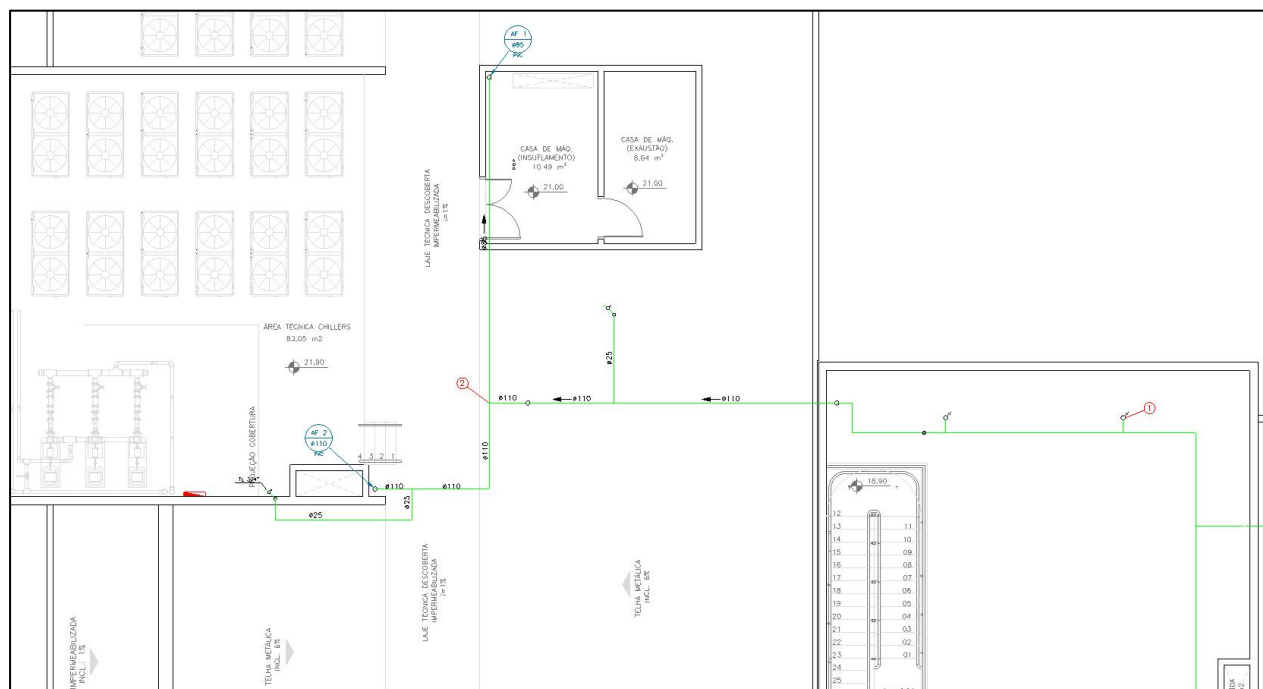 AF 1
ø85
PVC
CASA DE MÁQ.
(INSUFLAMENTO)
10.49 m²
21,00
CASA DE MÁQ.
(EXAUSTÃO)
8.64 m²
21,00
LAJE TÉCNICA DESCOBERTA
IMPERMEABILIZADA
i=1%
ø85
ÁREA TÉCNICA CHILLERS
82.05 m2
21,90
ø25
2
ø110
ø110
ø110
1
PROJEÇÃO COBERTURA
AF 2
ø110
PVC
4 3 2 1
ø110
TL 3/4"
ø110
ø110
ø25
ø25
18,90
12
13
14
15
16
17
18
19
20
21
22
23
24
25
11
10
09
08
07
06
05
04
03
02
01
LAJE TÉCNICA DESCOBERTA
IMPERMEABILIZADA
i=1%
TELHA METÁLICA
INCL. 6%
TELHA METÁLICA
INCL. 6%
IMPERMEABILIZADA
INCL.: 1%